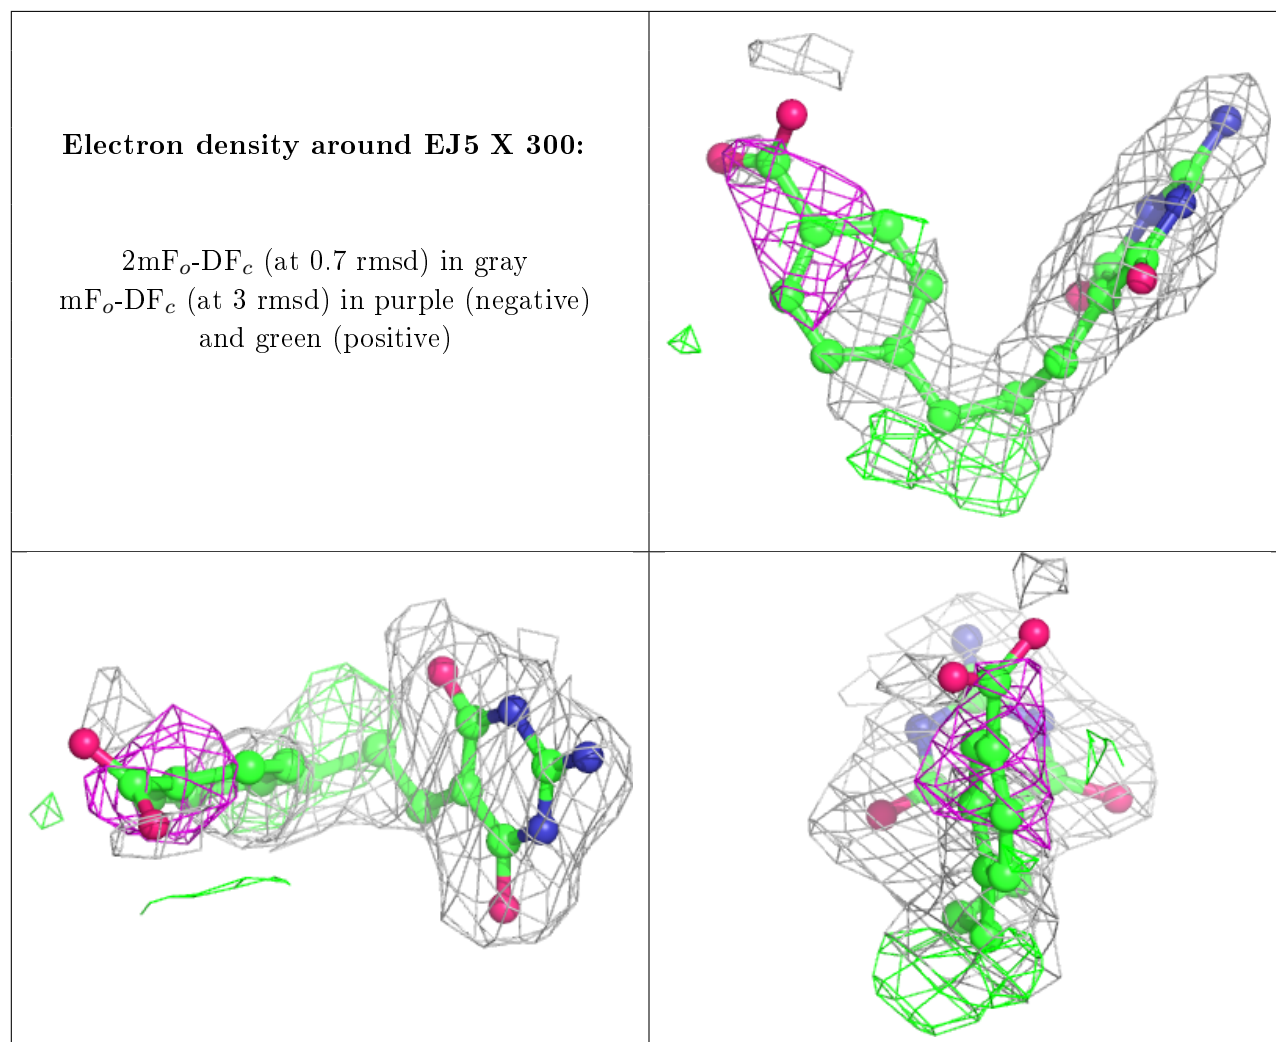 Electron density around EJ5 X 300:
2mFₒ-DF𝑐 (at 0.7 rmsd) in gray
mFₒ-DF𝑐 (at 3 rmsd) in purple (negative)
and green (positive)